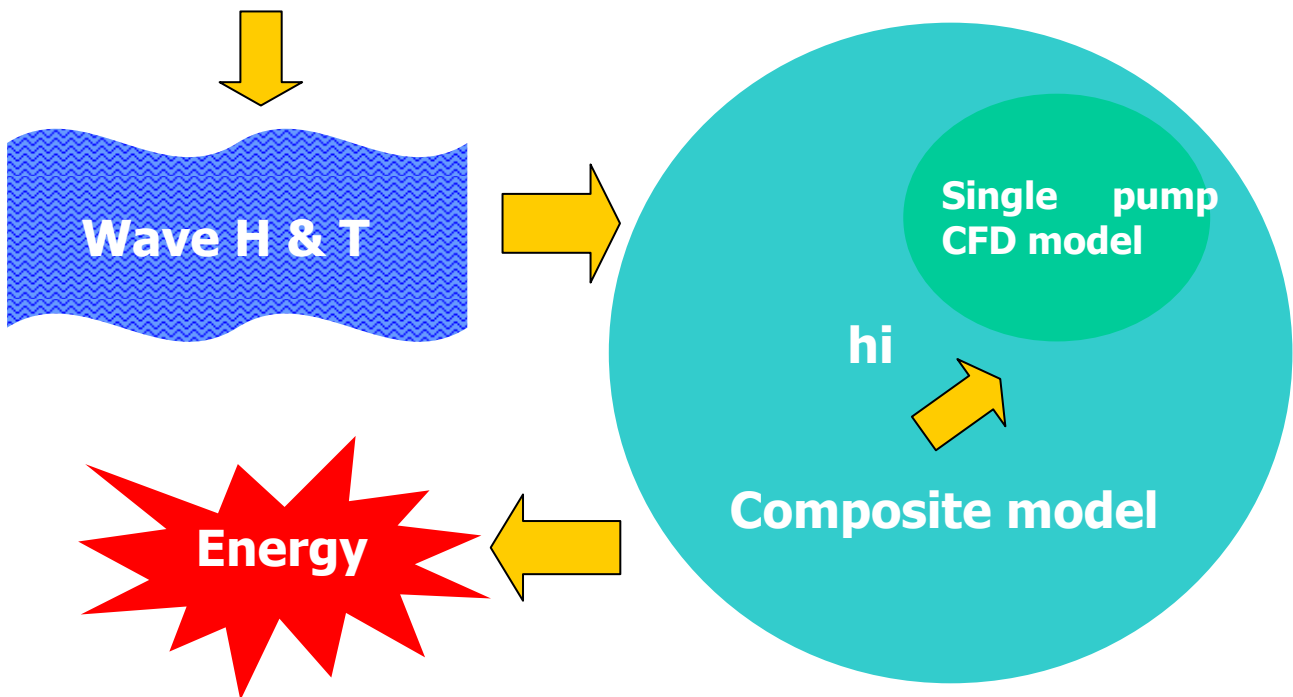 Wave H & T
Single pump
CFD model
hi
Composite model
Energy